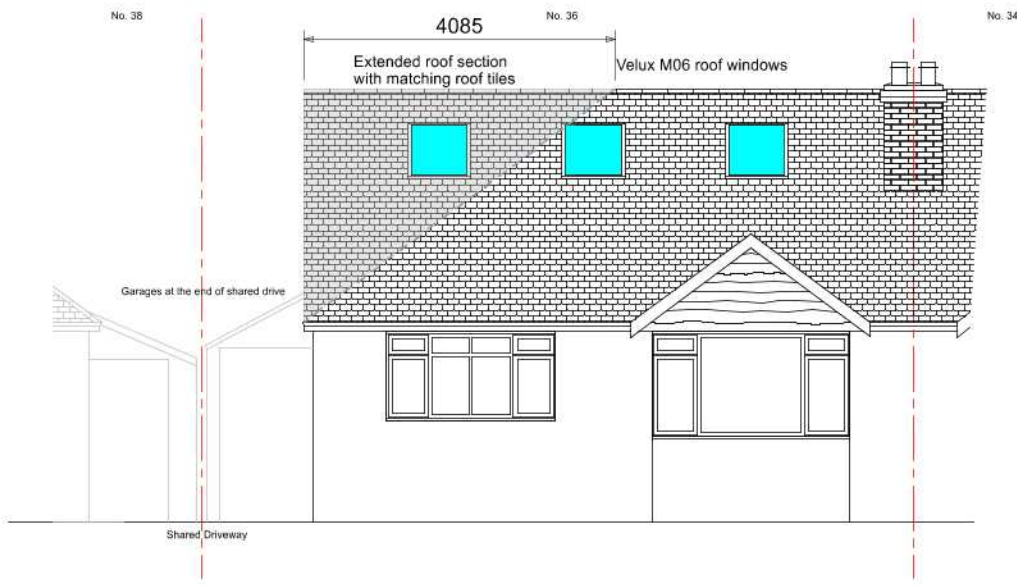 No. 38
No. 36
No. 34
4085
Extended roof section
with matching roof tiles
Velux M06 roof windows
Garages at the end of shared drive
Shared Driveway